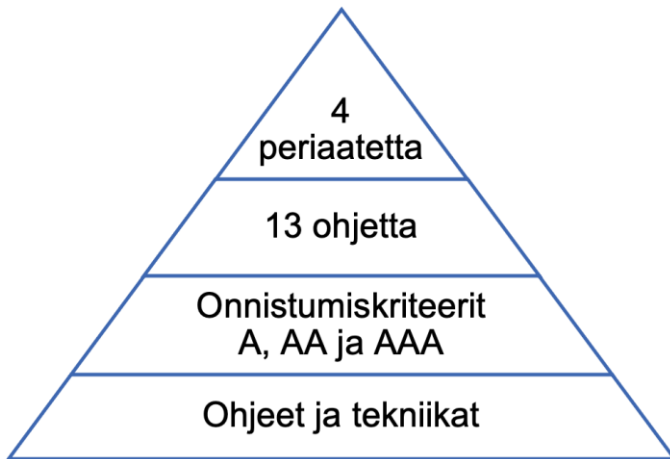 4
periaatetta
13 ohjetta
Onnistumiskriteerit
A, AA ja AAA
Ohjeet ja tekniikat